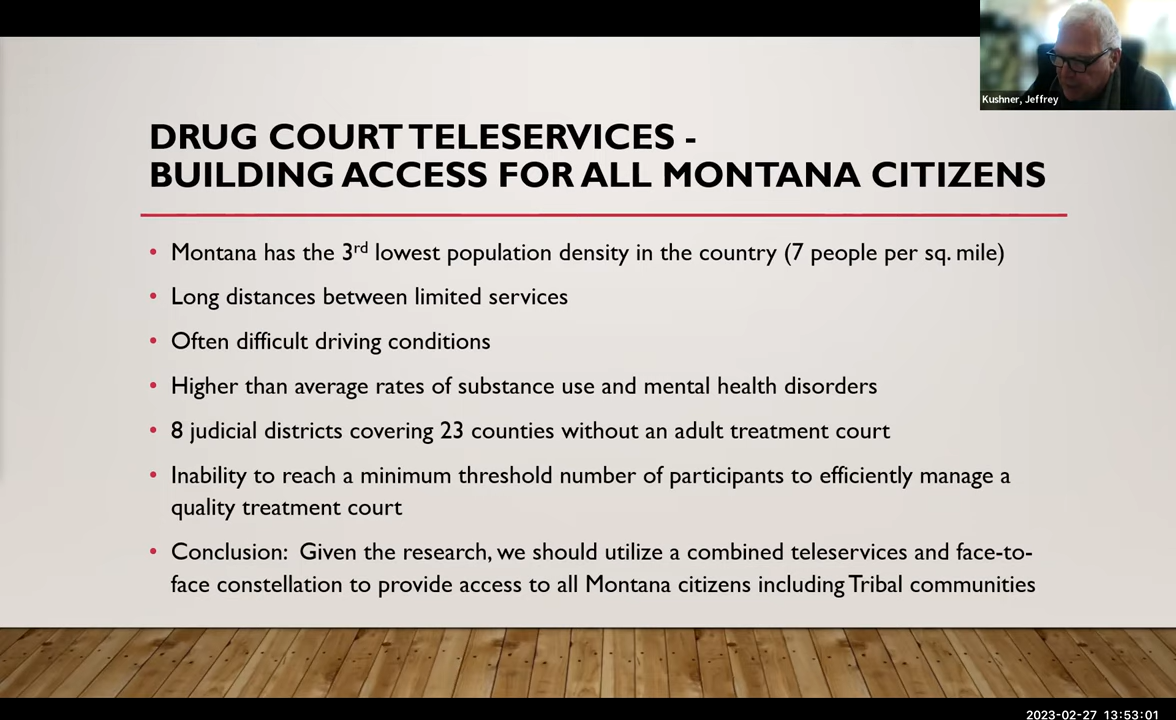 Kushner, Jeffrey
DRUG COURT TELESERVICES -
BUILDING ACCESS FOR ALL MONTANA CITIZENS
• Montana has the 3rd lowest population density in the country (7 people per sq. mile)
• Long distances between limited services
• Often difficult driving conditions
• Higher than average rates of substance use and mental health disorders
• 8 judicial districts covering 23 counties without an adult treatment court
• Inability to reach a minimum threshold number of participants to efficiently manage a
quality treatment court
• Conclusion: Given the research, we should utilize a combined teleservices and face-to-
face constellation to provide access to all Montana citizens including Tribal communities
2023-02-27 13:53:01